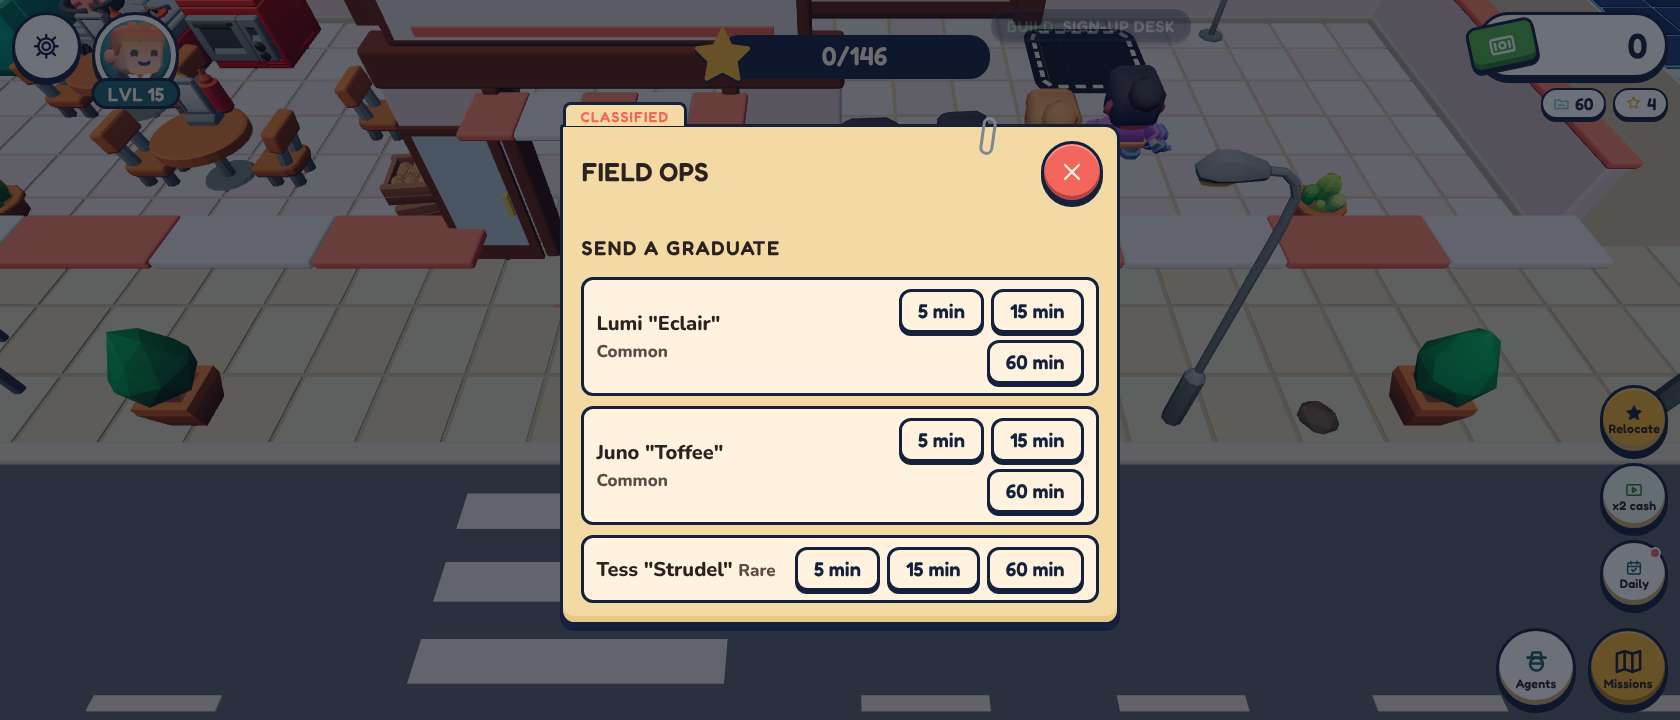 LVL 15
0/146
BUILD SIGN-UP DESK
0
60
4
CLASSIFIED
FIELD OPS
SEND A GRADUATE
Lumi "Eclair"
Common
5 min
15 min
60 min
Juno "Toffee"
Common
5 min
15 min
60 min
Tess "Strudel" Rare
5 min
15 min
60 min
Relocate
x2 cash
Daily
Agents
Missions